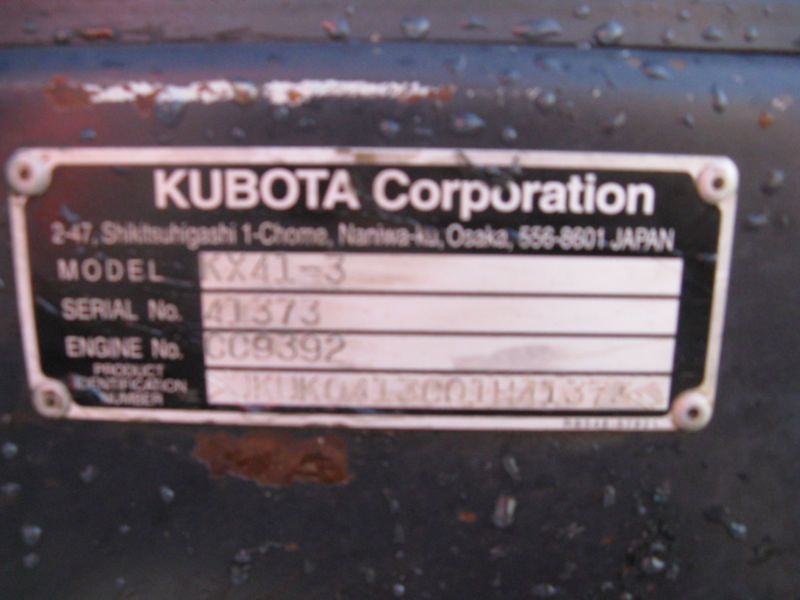 KUBOTA Corporation
2-47, Shikitsuhigashi 1-Chome, Naniwa-ku, Osaka, 556-8601 JAPAN
MODEL KX41-3
SERIAL No. 41373
ENGINE No. CC9392
PRODUCT
IDENTIFICATION
NUMBER